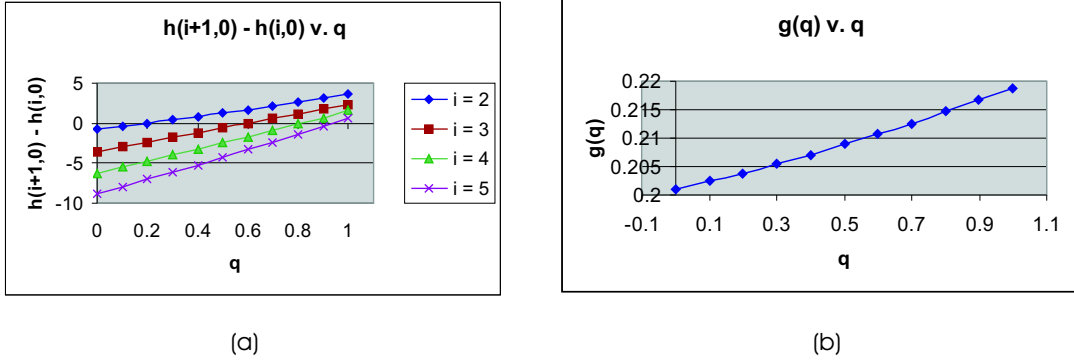 h(i+1,0) - h(i,0) v. q
h(i+1,0) - h(i,0)
5
0
-5
-10
0 0.2 0.4 0.6 0.8 1
q
i = 2
i = 3
i = 4
i = 5
(a)
g(q) v. q
g(q)
0.22
0.215
0.21
0.205
0.2
-0.1 0.1 0.3 0.5 0.7 0.9 1.1
q
(b)